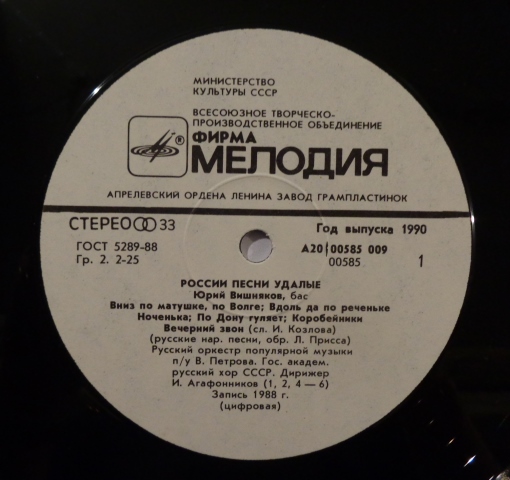 МИНИСТЕРСТВО
КУЛЬТУРЫ СССР
ВСЕСОЮЗНОЕ ТВОРЧЕСКО-
ПРОИЗВОДСТВЕННОЕ ОБЪЕДИНЕНИЕ
ФИРМА
® МЕЛОДИЯ
АПРЕЛЕВСКИЙ ОРДЕНА ЛЕНИНА ЗАВОД ГРАМПЛАСТИНОК
СТЕРЕО 33
Год выпуска 1990
ГОСТ 5289-88
А20 00585 009
Гр. 2. 2-25
00585
1
РОССИИ ПЕСНИ УДАЛЫЕ
Юрий Вишняков, бас
Вниз по матушке, по Волге; Вдоль да по реченьке
Ноченька; По Дону гуляет; Коробейники
Вечерний звон (сл. И. Козлова)
(русские нар. песни, обр. Л. Присса)
Русский оркестр популярной музыки
п/у В. Петрова. Гос. академ.
русский хор СССР. Дирижер
И. Агафонников (1, 2, 4 — 6)
Запись 1988 г.
(цифровая)